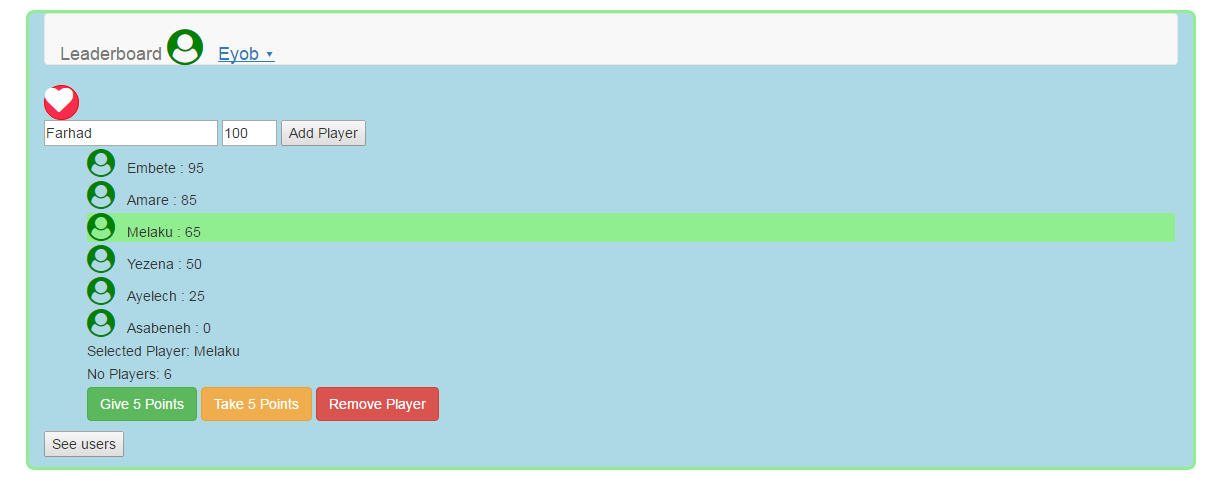 Leaderboard Eyob
Farhad 100 Add Player
Embete : 95
Amare : 85
Melaku : 65
Yezena : 50
Ayelech : 25
Asabeneh : 0
Selected Player: Melaku
No Players: 6
Give 5 Points Take 5 Points Remove Player
See users